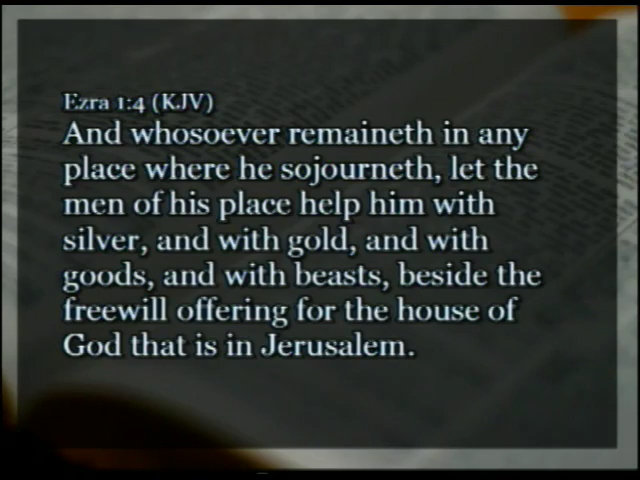 Ezra 1:4 (KJV)
And whosoever remaineth in any
place where he sojourneth, let the
men of his place help him with
silver, and with gold, and with
goods, and with beasts, beside the
freewill offering for the house of
God that is in Jerusalem.